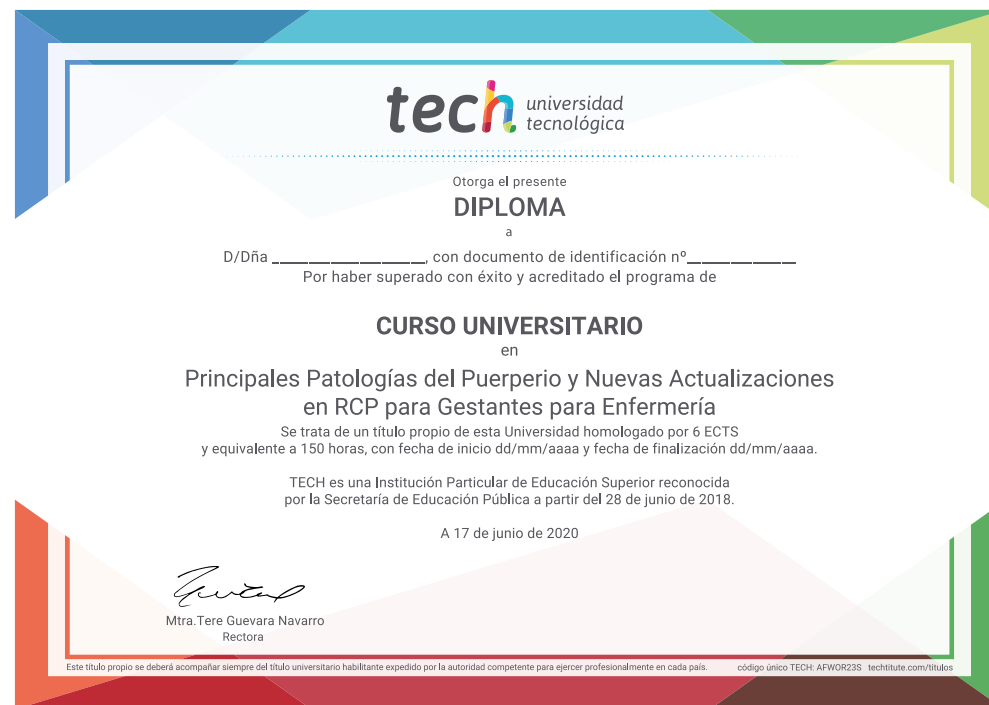 tech universidad
tecnológica
Otorga el presente
DIPLOMA
a
D/Dña ____________________, con documento de identificación nº______________
Por haber superado con éxito y acreditado el programa de
CURSO UNIVERSITARIO
en
Principales Patologías del Puerperio y Nuevas Actualizaciones
en RCP para Gestantes para Enfermería
Se trata de un título propio de esta Universidad homologado por 6 ECTS
y equivalente a 150 horas, con fecha de inicio dd/mm/aaaa y fecha de finalización dd/mm/aaaa.
TECH es una Institución Particular de Educación Superior reconocida
por la Secretaría de Educación Pública a partir del 28 de junio de 2018.
A 17 de junio de 2020
Mtra.Tere Guevara Navarro
Rectora
Este título propio se deberá acompañar siempre del título universitario habilitante expedido por la autoridad competente para ejercer profesionalmente en cada país. código único TECH: AFWOR23S techtitute.com/titulos